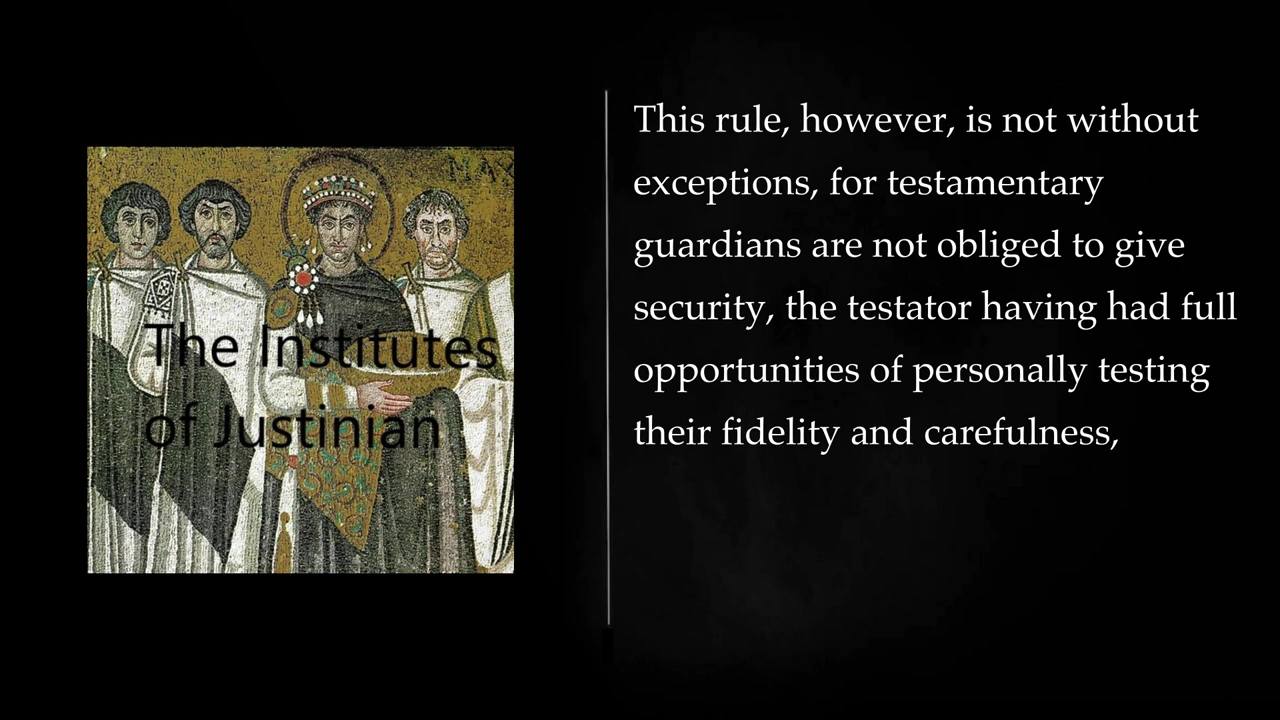 The Institutes
of Justinian
This rule, however, is not without
exceptions, for testamentary
guardians are not obliged to give
security, the testator having had full
opportunities of personally testing
their fidelity and carefulness,